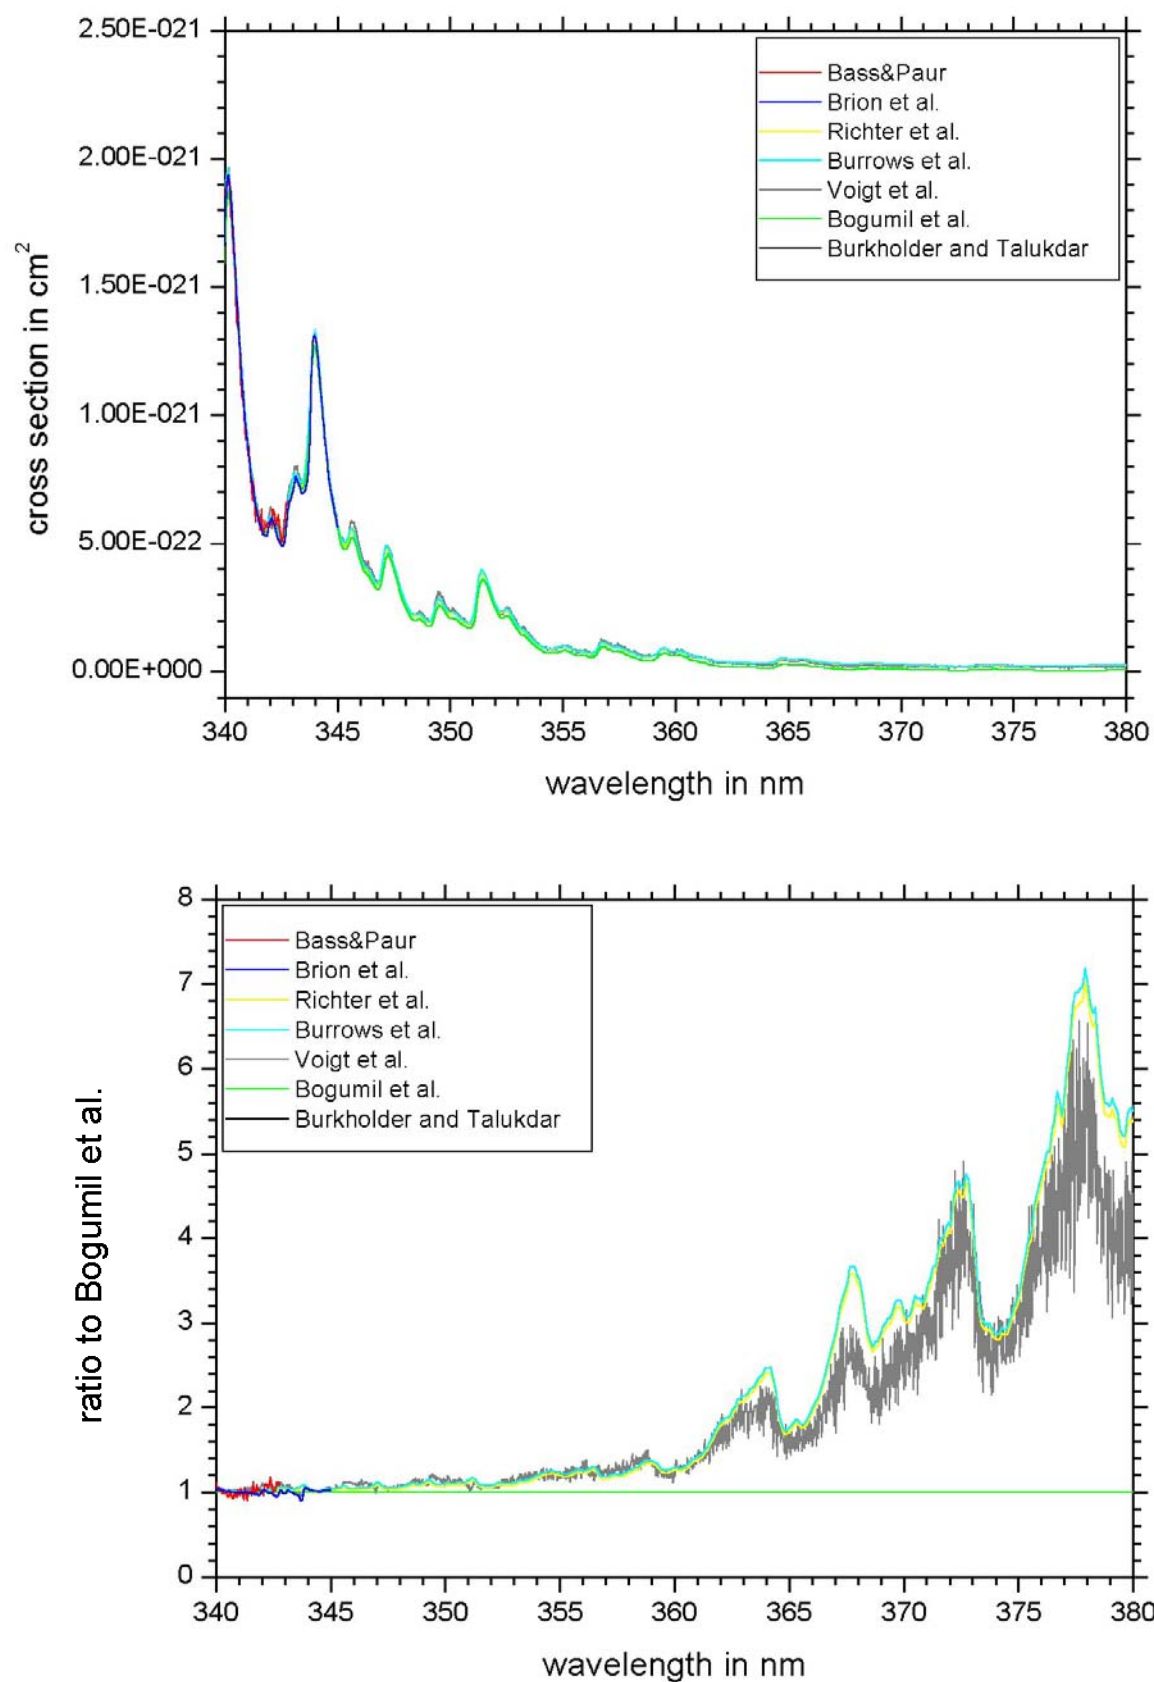 2.50E-021
2.00E-021
1.50E-021
1.00E-021
5.00E-022
0.00E+000
cross section in cm²
Bass&Paur
Brion et al.
Richter et al.
Burrows et al.
Voigt et al.
Bogumil et al.
Burkholder and Talukdar
340 345 350 355 360 365 370 375 380
wavelength in nm
8
7
6
5
4
3
2
1
0
ratio to Bogumil et al.
Bass&Paur
Brion et al.
Richter et al.
Burrows et al.
Voigt et al.
Bogumil et al.
Burkholder and Talukdar
340 345 350 355 360 365 370 375 380
wavelength in nm